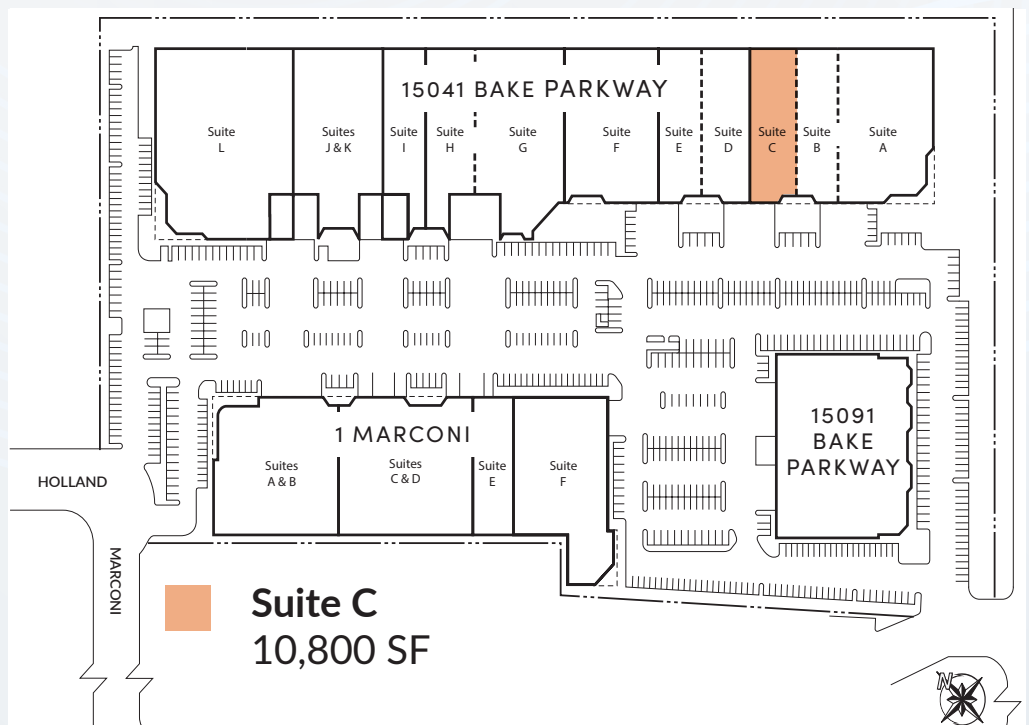 15041 BAKE PARKWAY
Suite
L
Suites
J & K
Suite
I
Suite
H
Suite
G
Suite
F
Suite
E
Suite
D
Suite
C
Suite
B
Suite
A
1 MARCONI
Suites
A & B
Suites
C & D
Suite
E
Suite
F
15091
BAKE
PARKWAY
HOLLAND
MARCONI
Suite C
10,800 SF
N